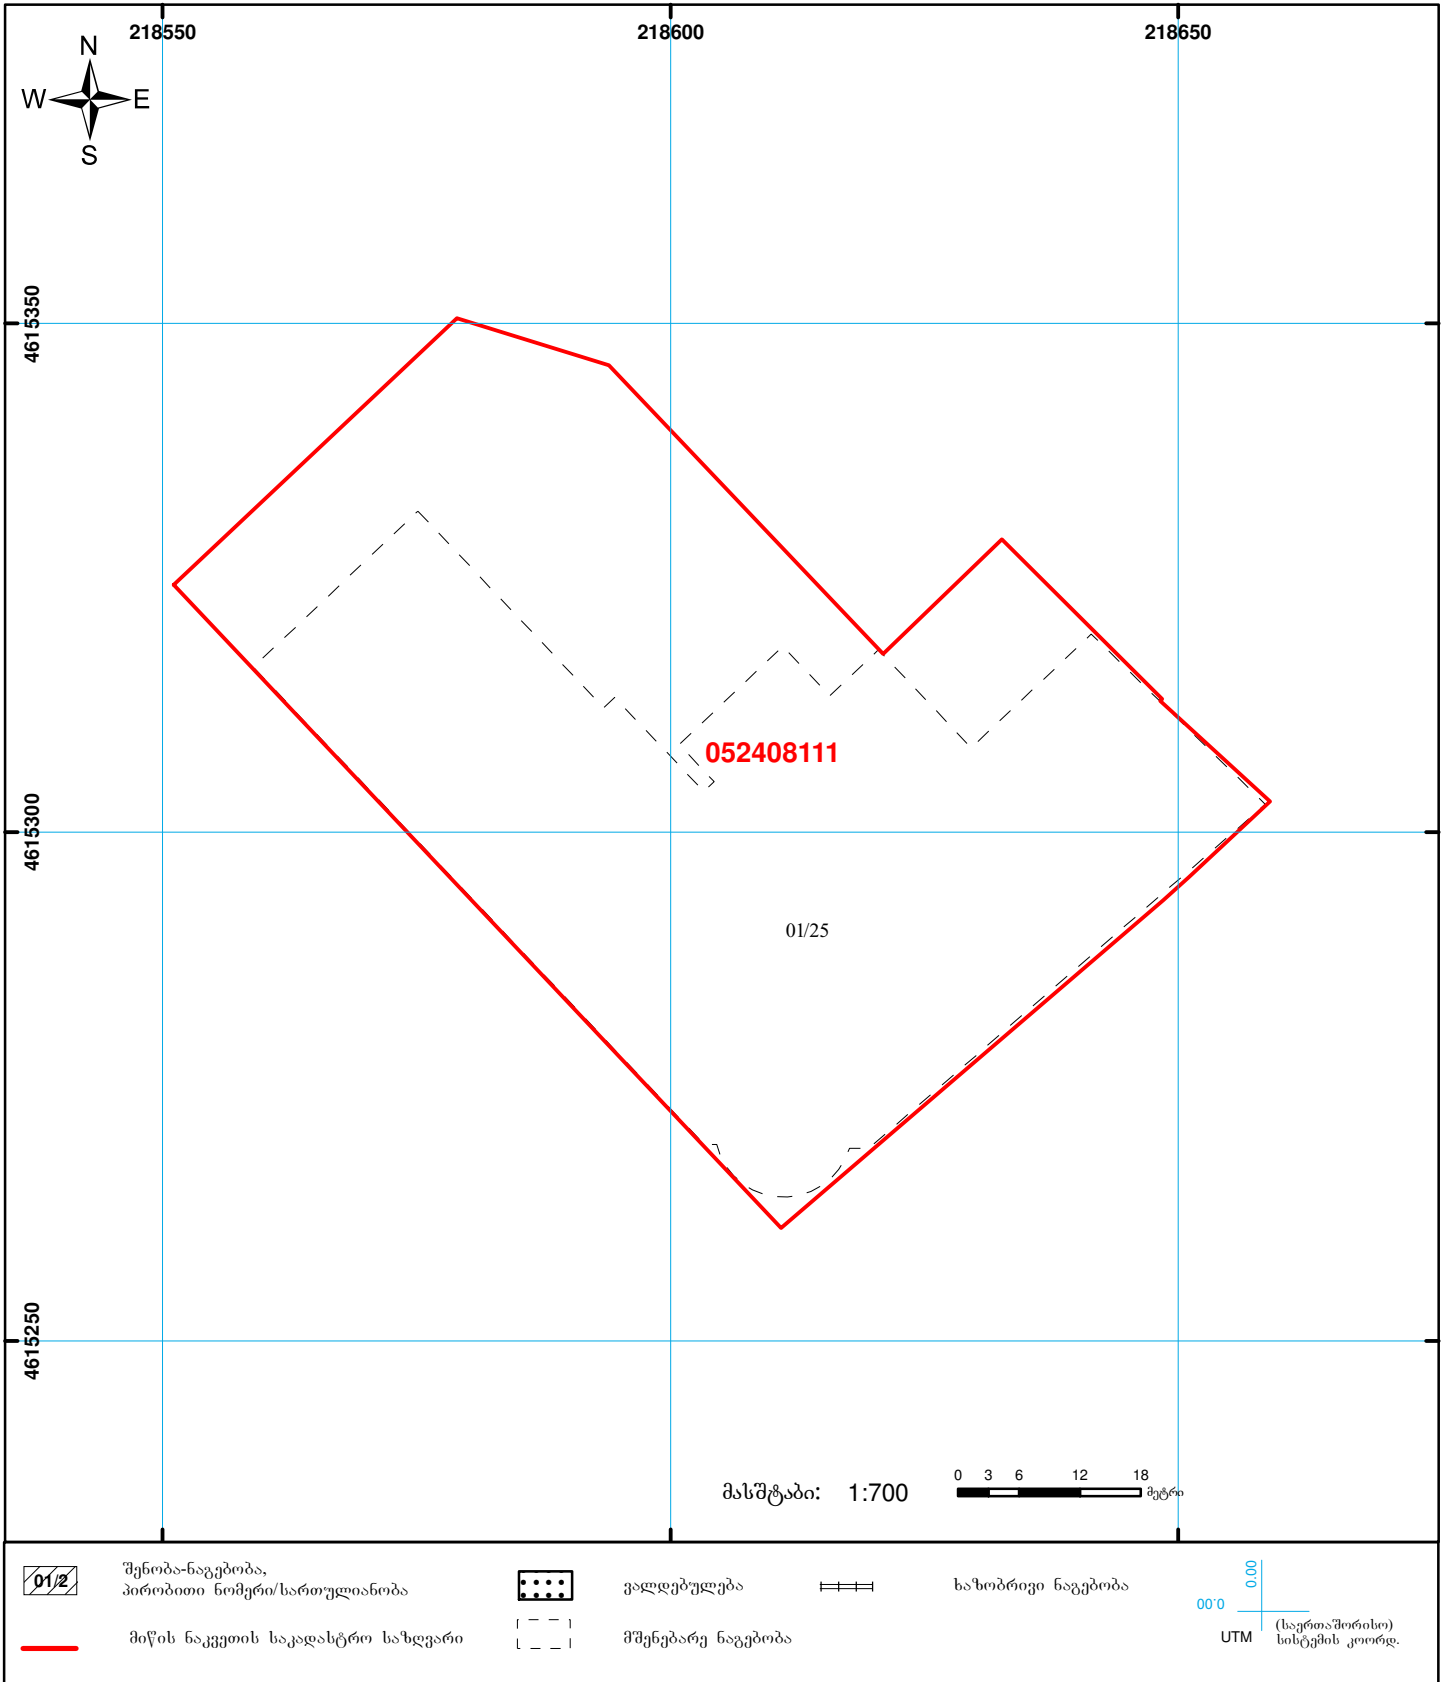 218550
218600
218650
N
W E
S
4615350
4615300
4615250
052408111
01/25
მასშტაბი: 1:700
0 3 6 12 18
მეტრი
01/2
შენობა-ნაგებობა,
პირობითი ნომერი/სართულიანობა
ვალდებულება
ხაზობრივი ნაგებობა
მიწის ნაკვეთის საკადასტრო საზღვარი
მშენებარე ნაგებობა
0.00
0.00
UTM
(საერთაშორისო)
სისტემის კოორდ.